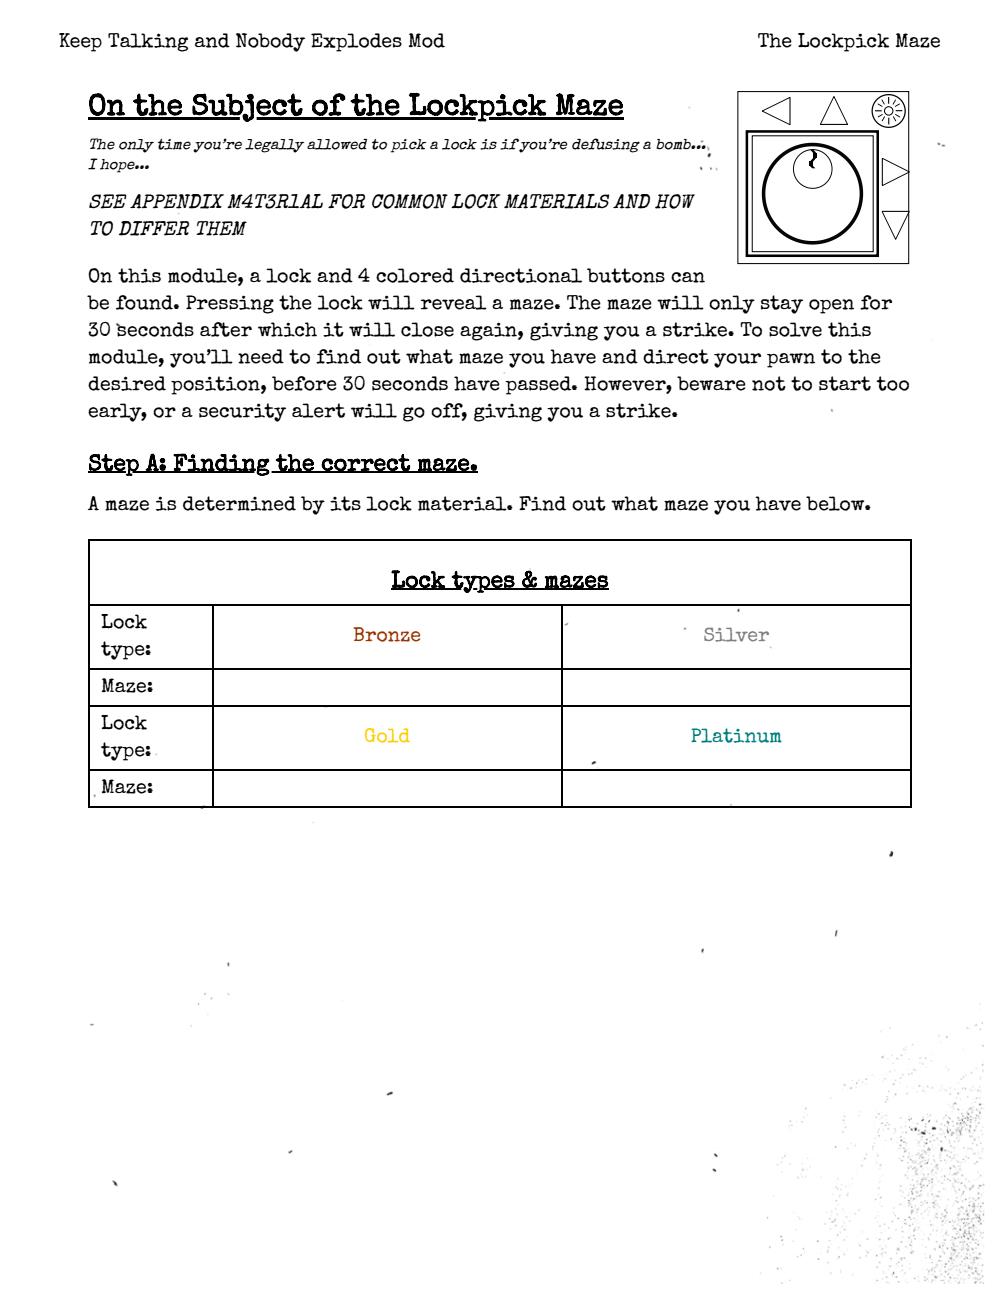 Keep Talking and Nobody Explodes Mod
The Lockpick Maze
On the Subject of the Lockpick Maze
The only time you're legally allowed to pick a lock is if you're defusing a bomb...
I hope...
SEE APPENDIX M4T3R1AL FOR COMMON LOCK MATERIALS AND HOW
TO DIFFER THEM
On this module, a lock and 4 colored directional buttons can
be found. Pressing the lock will reveal a maze. The maze will only stay open for
30 seconds after which it will close again, giving you a strike. To solve this
module, you'll need to find out what maze you have and direct your pawn to the
desired position, before 30 seconds have passed. However, beware not to start too
early, or a security alert will go off, giving you a strike.
Step A: Finding the correct maze.
A maze is determined by its lock material. Find out what maze you have below.
Lock types & mazes
Lock
type:
Bronze
Silver
Maze:
Lock
type:
Gold
Platinum
Maze: